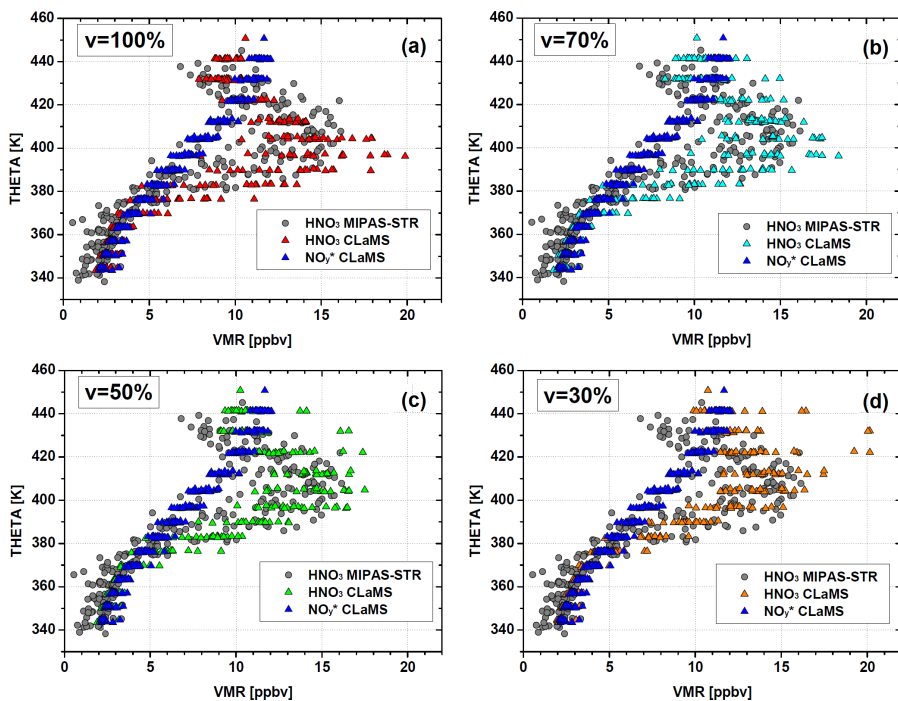 v=100%
(a)
THETA [K]
460
440
420
400
380
360
340
HNO₃ MIPAS-STR
HNO₃ CLaMS
NOy* CLaMS
0 5 10 15 20
VMR [ppbv]
v=70%
(b)
THETA [K]
460
440
420
400
380
360
340
HNO₃ MIPAS-STR
HNO₃ CLaMS
NOy* CLaMS
0 5 10 15 20
VMR [ppbv]
v=50%
(c)
THETA [K]
460
440
420
400
380
360
340
HNO₃ MIPAS-STR
HNO₃ CLaMS
NOy* CLaMS
0 5 10 15 20
VMR [ppbv]
v=30%
(d)
THETA [K]
460
440
420
400
380
360
340
HNO₃ MIPAS-STR
HNO₃ CLaMS
NOy* CLaMS
0 5 10 15 20
VMR [ppbv]